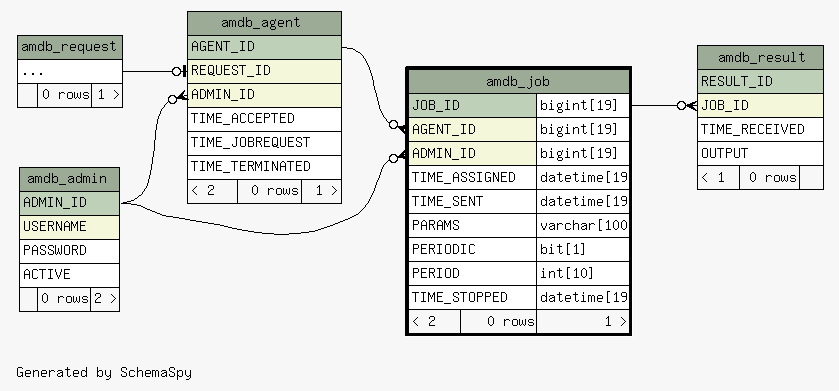 amdb_request
...
0 rows 1 >
amdb_admin
ADMIN_ID
USERNAME
PASSWORD
ACTIVE
0 rows 2 >
amdb_agent
AGENT_ID
REQUEST_ID
ADMIN_ID
TIME_ACCEPTED
TIME_JOBREQUEST
TIME_TERMINATED
< 2 0 rows 1 >
amdb_job
JOB_ID bigint[19]
AGENT_ID bigint[19]
ADMIN_ID bigint[19]
TIME_ASSIGNED datetime[19
TIME_SENT datetime[19
PARAMS varchar[100
PERIODIC bit[1]
PERIOD int[10]
TIME_STOPPED datetime[19
< 2 0 rows 1 >
amdb_result
RESULT_ID
JOB_ID
TIME_RECEIVED
OUTPUT
< 1 0 rows
Generated by SchemaSpy